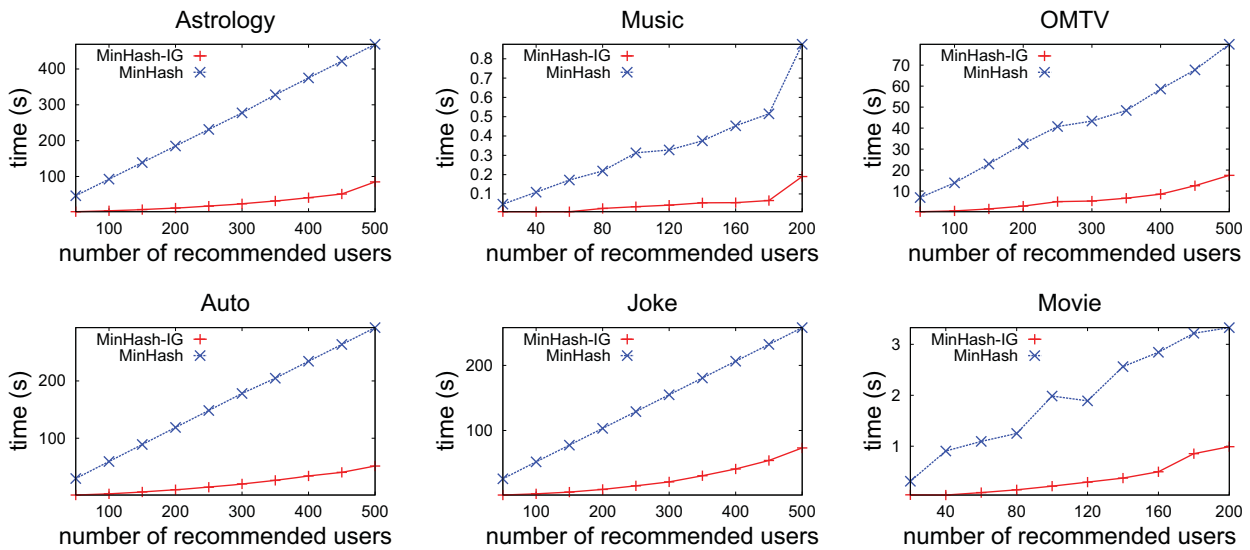 Astrology
MinHash-IG
MinHash
time (s)
400
300
200
100
100 200 300 400 500
number of recommended users
Music
MinHash-IG
MinHash
time (s)
0.8
0.7
0.6
0.5
0.4
0.3
0.2
0.1
40 80 120 160 200
number of recommended users
OMTV
MinHash-IG
MinHash
time (s)
70
60
50
40
30
20
10
100 200 300 400 500
number of recommended users
Auto
MinHash-IG
MinHash
time (s)
200
100
100 200 300 400 500
number of recommended users
Joke
MinHash-IG
MinHash
time (s)
200
100
100 200 300 400 500
number of recommended users
Movie
MinHash-IG
MinHash
time (s)
3
2
1
40 80 120 160 200
number of recommended users